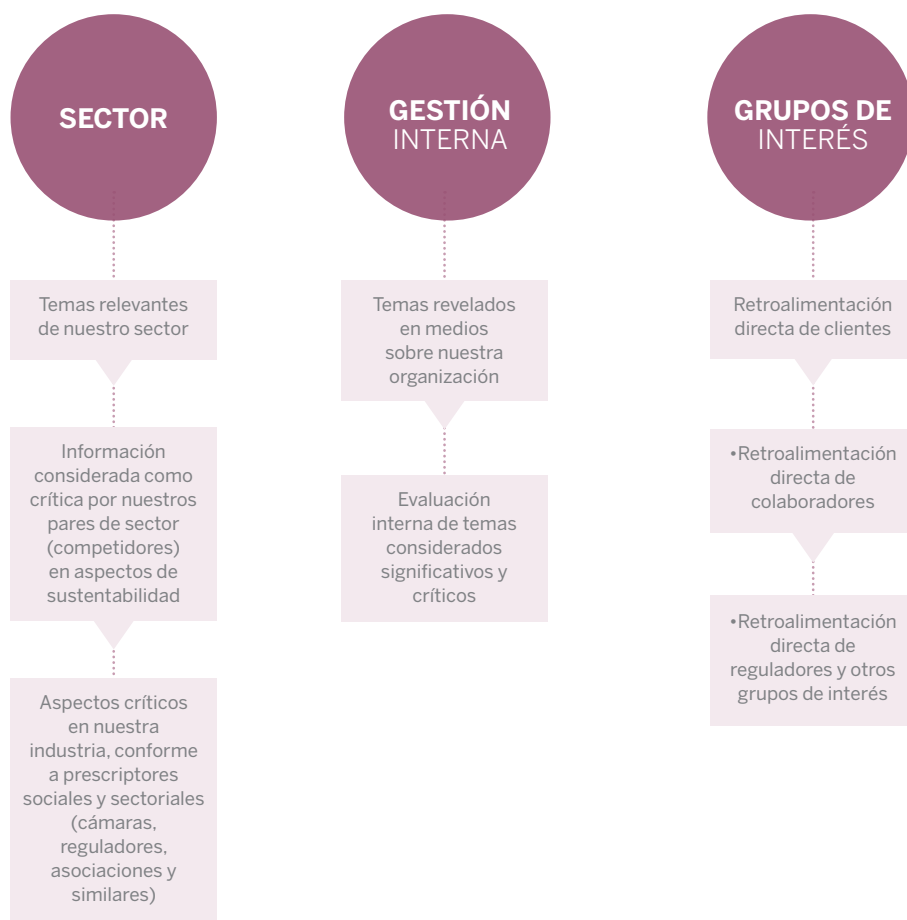 SECTOR
Temas relevantes
de nuestro sector
Información
considerada como
crítica por nuestros
pares de sector
(competidores)
en aspectos de
sustentabilidad
Aspectos críticos
en nuestra
industria, conforme
a prescriptores
sociales y sectoriales
(cámaras,
reguladores,
asociaciones y
similares)
GESTIÓN
INTERNA
Temas revelados
en medios
sobre nuestra
organización
Evaluación
interna de temas
considerados
significativos y
críticos
GRUPOS DE
INTERÉS
Retroalimentación
directa de clientes
•Retroalimentación
directa de
colaboradores
•Retroalimentación
directa de
reguladores y otros
grupos de interés